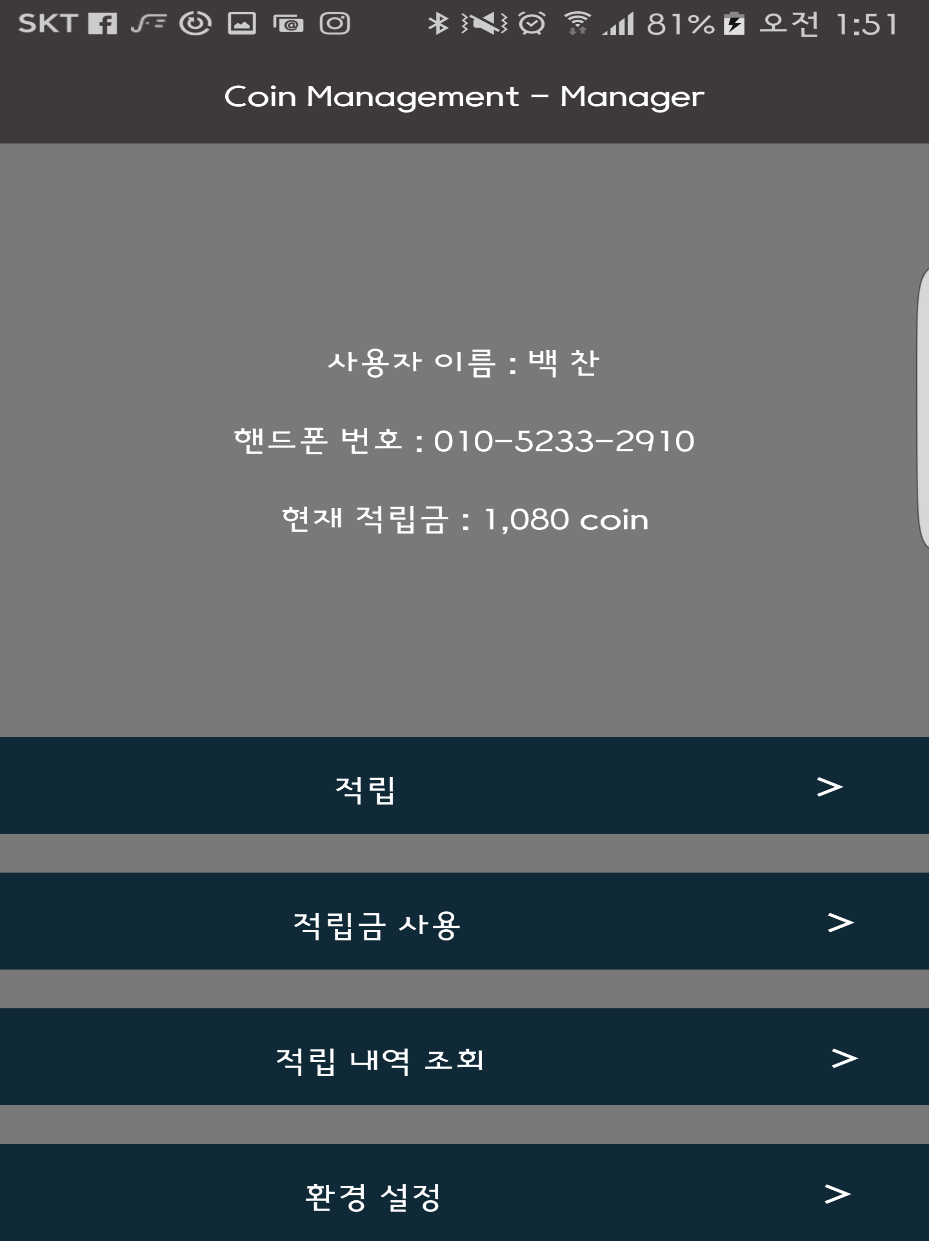 SKT 81% 오전 1:51
Coin Management - Manager
사용자 이름 : 백 찬
핸드폰 번호 : 010-5233-2910
현재 적립금 : 1,080 coin
적립 >
적립금 사용 >
적립 내역 조회 >
환경 설정 >